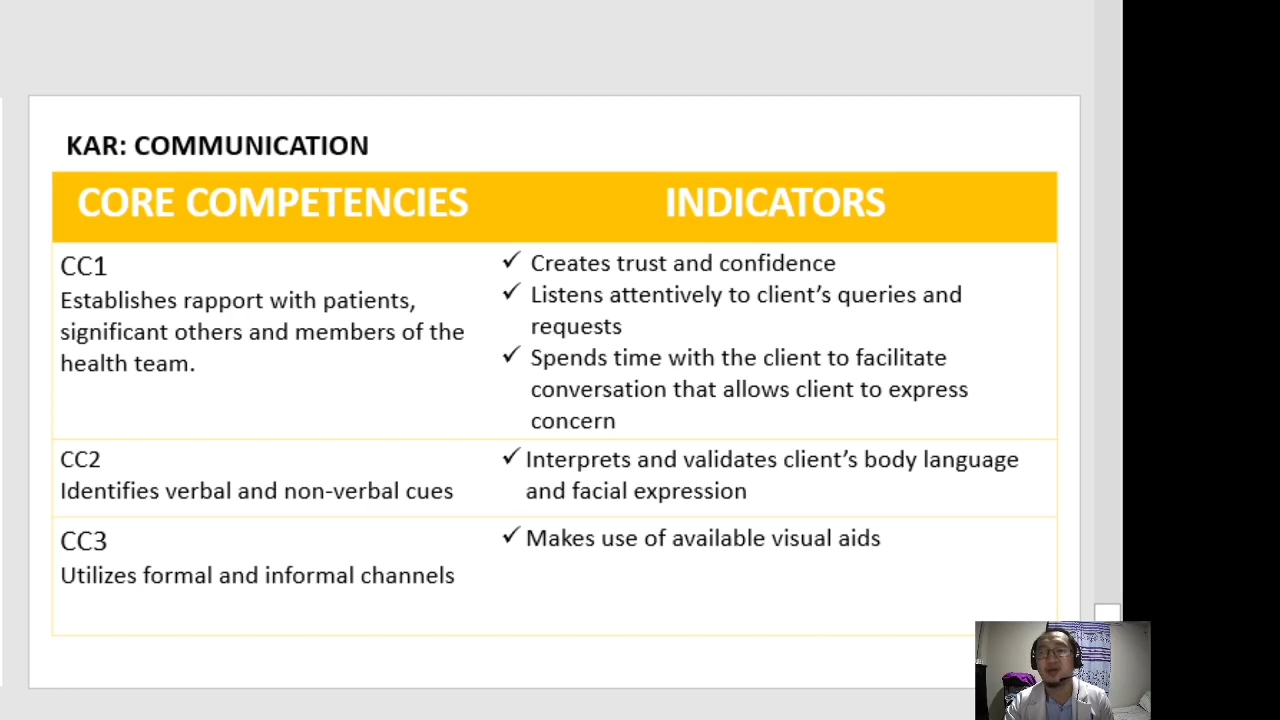 KAR: COMMUNICATION
CORE COMPETENCIES
INDICATORS
CC1
Establishes rapport with patients,
significant others and members of the
health team.
✓ Creates trust and confidence
✓ Listens attentively to client’s queries and
requests
✓ Spends time with the client to facilitate
conversation that allows client to express
concern
CC2
Identifies verbal and non-verbal cues
✓ Interprets and validates client’s body language
and facial expression
CC3
Utilizes formal and informal channels
✓ Makes use of available visual aids